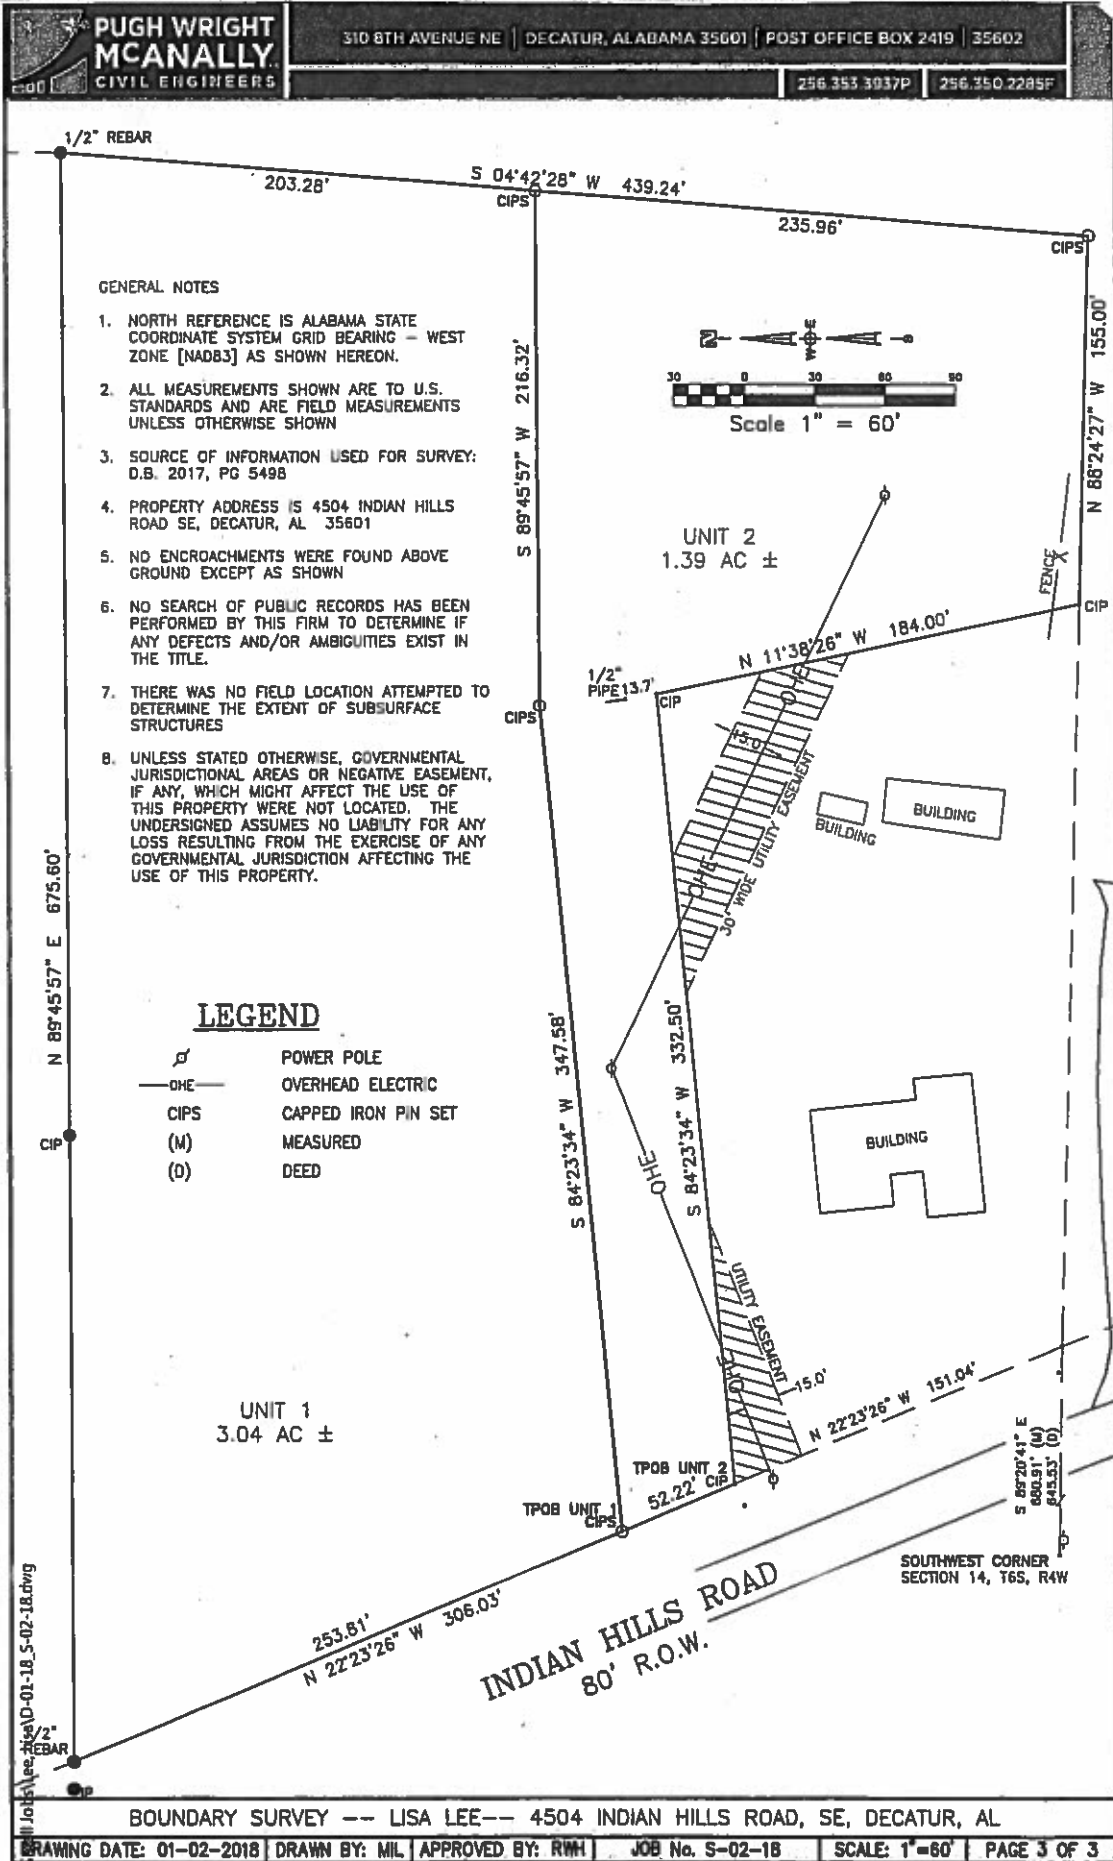 PUGH WRIGHT
MCANALLY
CIVIL ENGINEERS
310 8TH AVENUE NE | DECATUR, ALABAMA 35601 | POST OFFICE BOX 2419 | 35602
256.353.3937P | 256.350.2285F
1/2" REBAR
203.28'
S 04°42'28" W 439.24'
CIPS
235.96'
CIPS
GENERAL NOTES
1. NORTH REFERENCE IS ALABAMA STATE
COORDINATE SYSTEM GRID BEARING - WEST
ZONE [NAD83] AS SHOWN HEREON.
2. ALL MEASUREMENTS SHOWN ARE TO U.S.
STANDARDS AND ARE FIELD MEASUREMENTS
UNLESS OTHERWISE SHOWN
3. SOURCE OF INFORMATION USED FOR SURVEY:
D.B. 2017, PG 5498
4. PROPERTY ADDRESS IS 4504 INDIAN HILLS
ROAD SE, DECATUR, AL 35601
5. NO ENCROACHMENTS WERE FOUND ABOVE
GROUND EXCEPT AS SHOWN
6. NO SEARCH OF PUBLIC RECORDS HAS BEEN
PERFORMED BY THIS FIRM TO DETERMINE IF
ANY DEFECTS AND/OR AMBIGUITIES EXIST IN
THE TITLE.
7. THERE WAS NO FIELD LOCATION ATTEMPTED TO
DETERMINE THE EXTENT OF SUBSURFACE
STRUCTURES
8. UNLESS STATED OTHERWISE, GOVERNMENTAL
JURISDICTIONAL AREAS OR NEGATIVE EASEMENT,
IF ANY, WHICH MIGHT AFFECT THE USE OF
THIS PROPERTY WERE NOT LOCATED. THE
UNDERSIGNED ASSUMES NO LIABILITY FOR ANY
LOSS RESULTING FROM THE EXERCISE OF ANY
GOVERNMENTAL JURISDICTION AFFECTING THE
USE OF THIS PROPERTY.
S 89°45'57" W 216.32'
N
W E
S
30 0 30 60 90
Scale 1" = 60'
N 88°24'27" W 155.00'
UNIT 2
1.39 AC ±
FENCE
X
CIP
N 11°38'26" W 184.00'
1/2"
PIPE 13.7'
CIP
CIPS
OHE
15.0'
30' WIDE UTILITY EASEMENT
OHE
BUILDING
BUILDING
N 89°45'57" E 675.60'
LEGEND
POWER POLE
OHE OVERHEAD ELECTRIC
CIPS CAPPED IRON PIN SET
(M) MEASURED
(D) DEED
CIP
S 84°23'34" W 347.58'
S 84°23'34" W 332.50'
OHE
BUILDING
UTILITY EASEMENT
OHE
15.0'
N 22°23'26" W 151.04'
UNIT 1
3.04 AC ±
TPOB UNIT 2
CIP
52.22'
TPOB UNIT 1
CIPS
S 89°20'41" E
680.91' (M)
645.53' (D)
SOUTHWEST CORNER
SECTION 14, T6S, R4W
253.81'
N 22°23'26" W 306.03'
INDIAN HILLS ROAD
80' R.O.W.
1/2"
REBAR
CIP
BOUNDARY SURVEY -- LISA LEE-- 4504 INDIAN HILLS ROAD, SE, DECATUR, AL
DRAWING DATE: 01-02-2018 | DRAWN BY: MIL | APPROVED BY: RWH | JOB No. S-02-18 | SCALE: 1"=60' | PAGE 3 OF 3